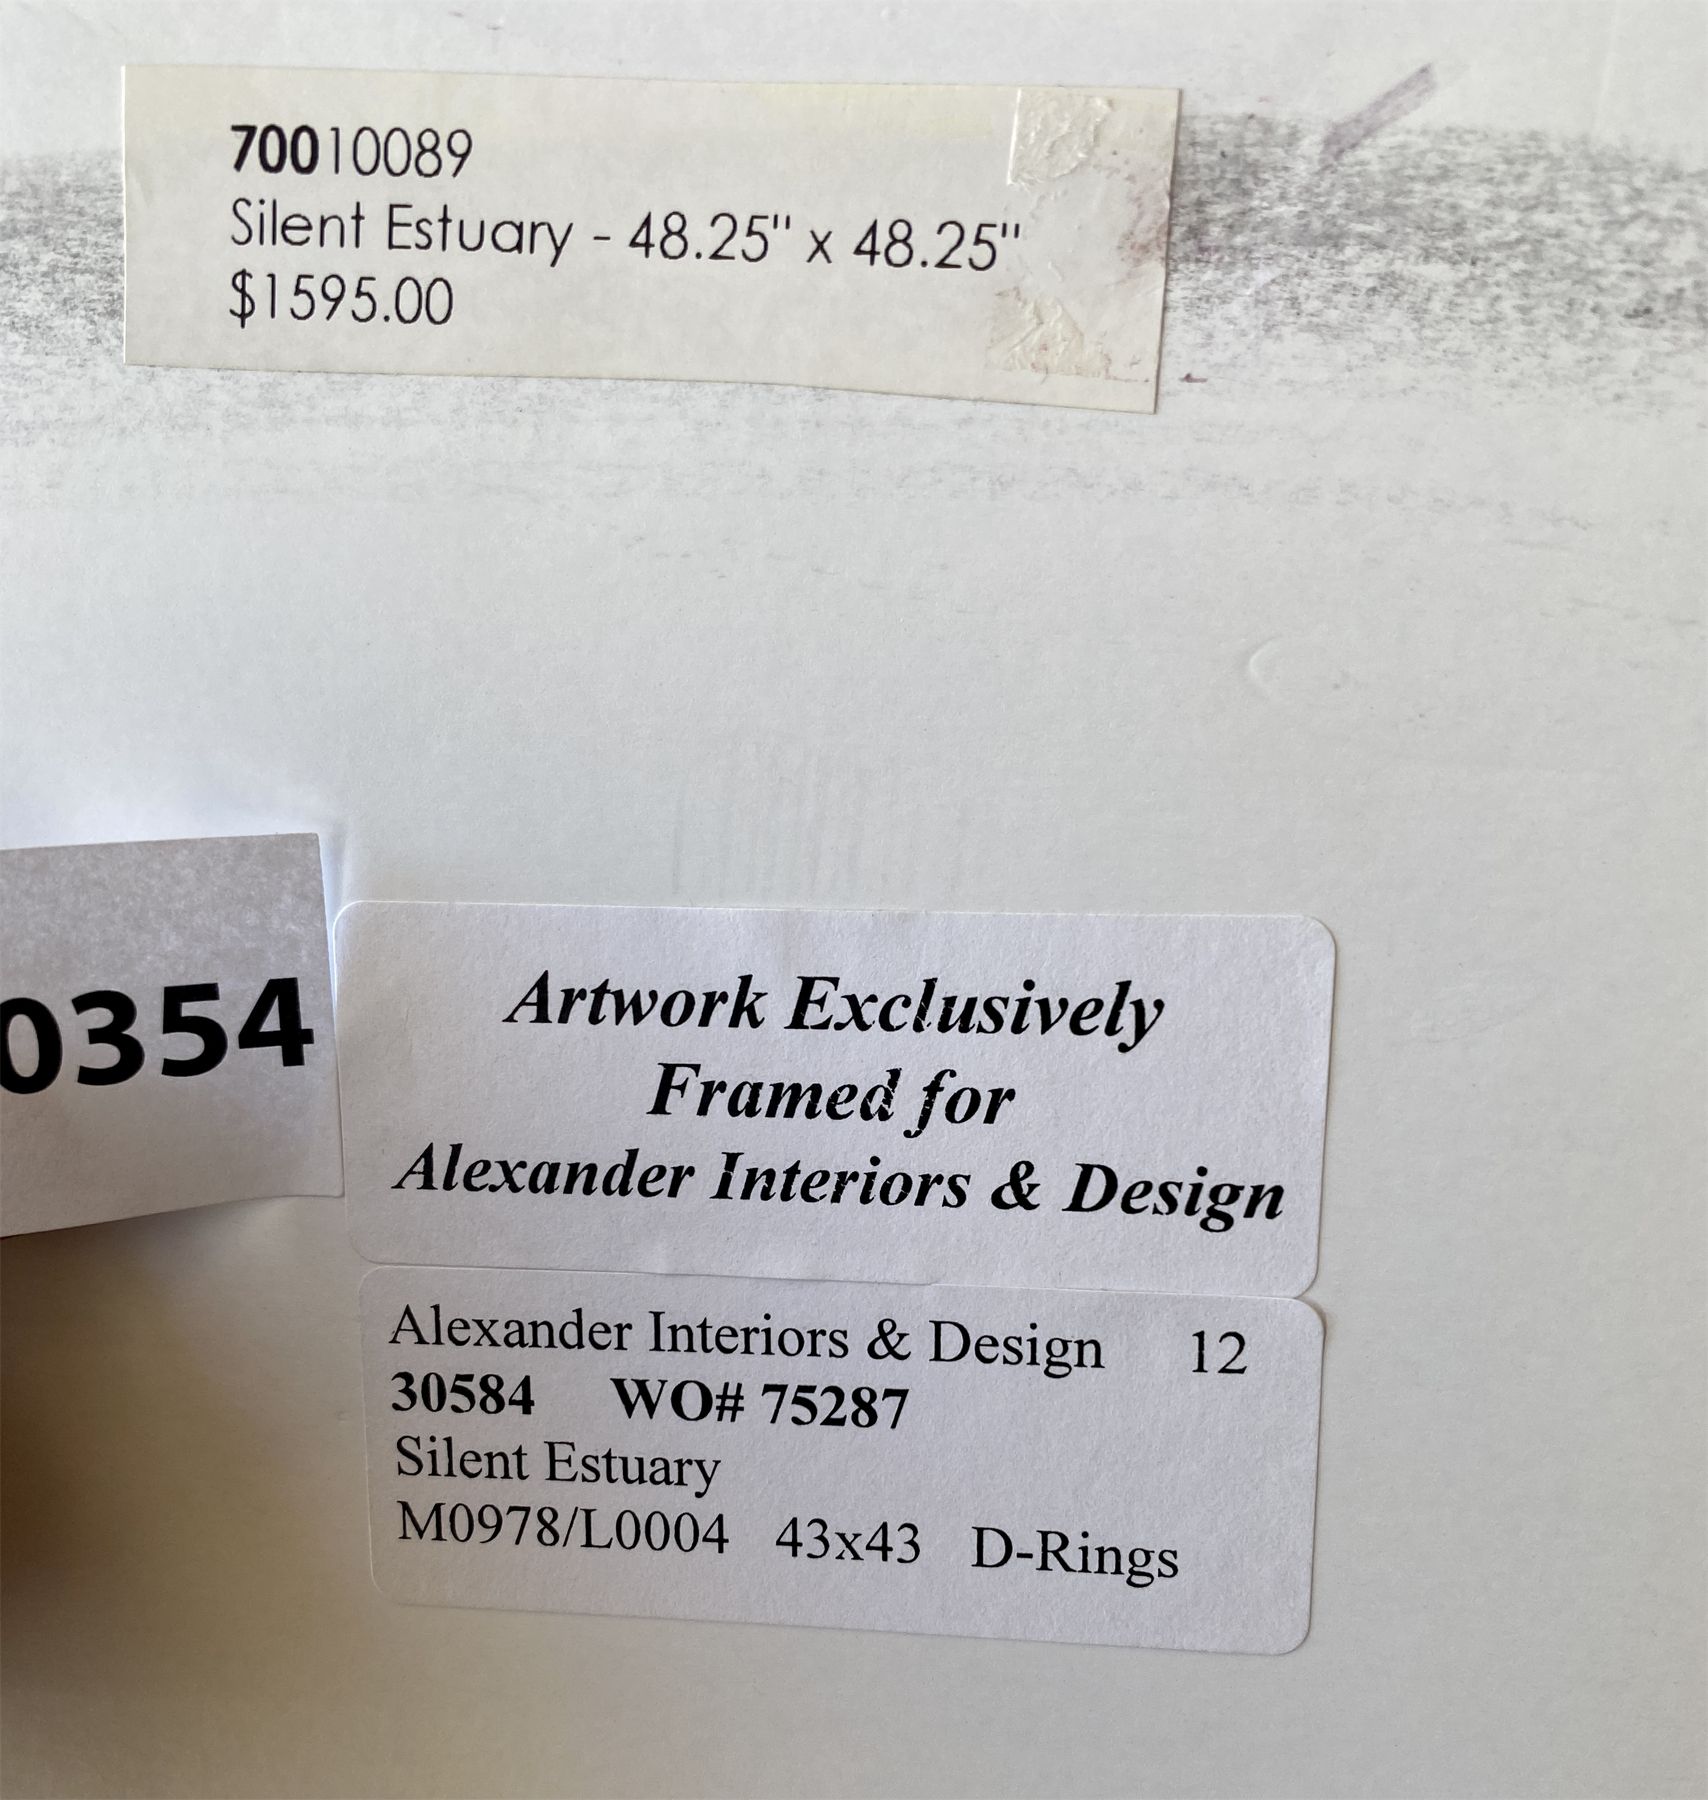 70010089
Silent Estuary - 48.25" x 48.25"
$1595.00
0354
Artwork Exclusively
Framed for
Alexander Interiors & Design
Alexander Interiors & Design 12
30584 WO# 75287
Silent Estuary
M0978/L0004 43x43 D-Rings